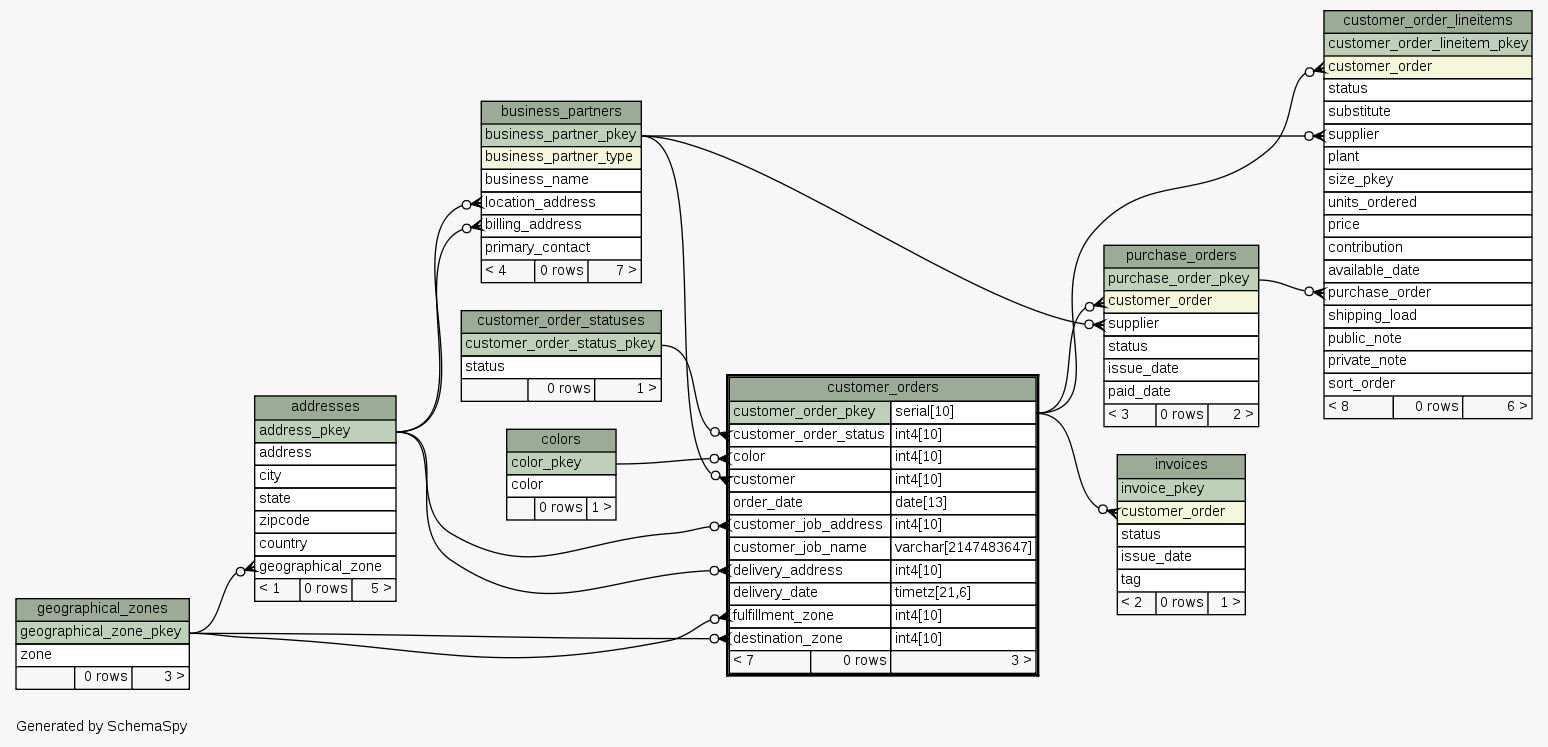 customer_order_lineitems
customer_order_lineitem_pkey
customer_order
status
substitute
supplier
plant
size_pkey
units_ordered
price
contribution
available_date
purchase_order
shipping_load
public_note
private_note
sort_order
< 8 0 rows 6 >
business_partners
business_partner_pkey
business_partner_type
business_name
location_address
billing_address
primary_contact
< 4 0 rows 7 >
purchase_orders
purchase_order_pkey
customer_order
supplier
status
issue_date
paid_date
< 3 0 rows 2 >
customer_order_statuses
customer_order_status_pkey
status
0 rows 1 >
customer_orders
customer_order_pkey serial[10]
customer_order_status int4[10]
color int4[10]
customer int4[10]
order_date date[13]
customer_job_address int4[10]
customer_job_name varchar[2147483647]
delivery_address int4[10]
delivery_date timetz[21,6]
fulfillment_zone int4[10]
destination_zone int4[10]
< 7 0 rows 3 >
addresses
address_pkey
address
city
state
zipcode
country
geographical_zone
< 1 0 rows 5 >
colors
color_pkey
color
0 rows 1 >
invoices
invoice_pkey
customer_order
status
issue_date
tag
< 2 0 rows 1 >
geographical_zones
geographical_zone_pkey
zone
0 rows 3 >
Generated by SchemaSpy